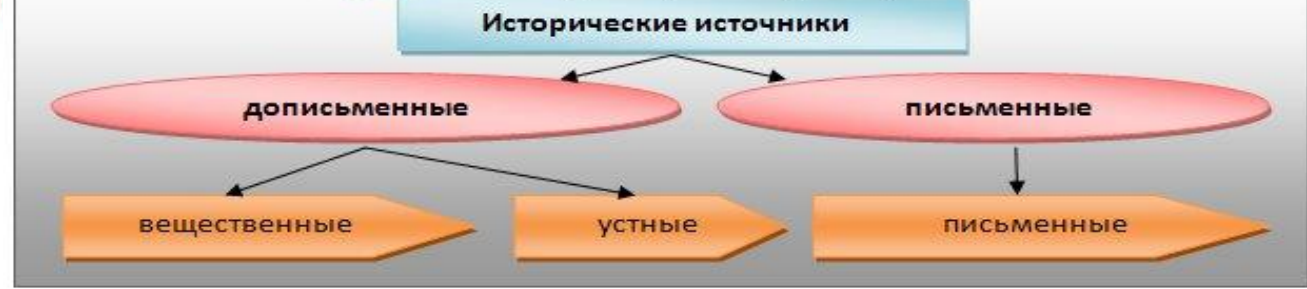 Исторические источники
дописьменные
письменные
вещественные
устные
письменные